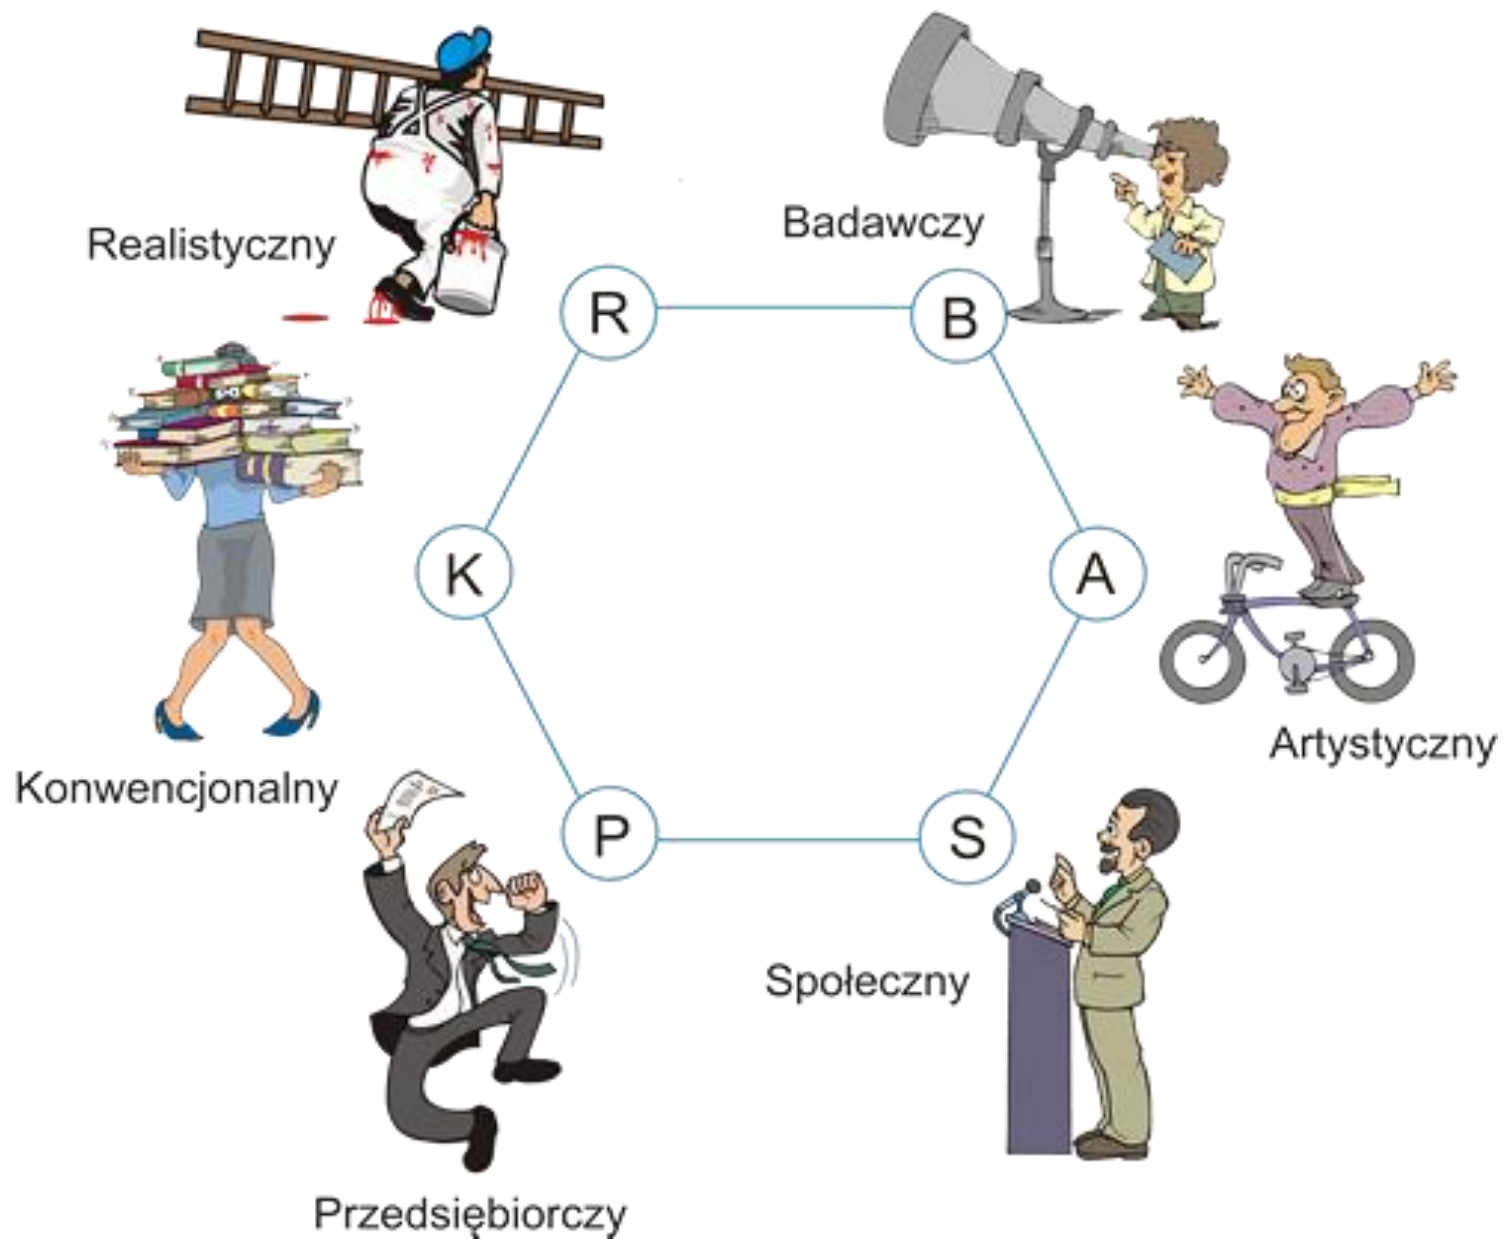 Realistyczny
Badawczy
R
B
K
A
Artystyczny
Konwencjonalny
P
S
Społeczny
Przedsiębiorczy